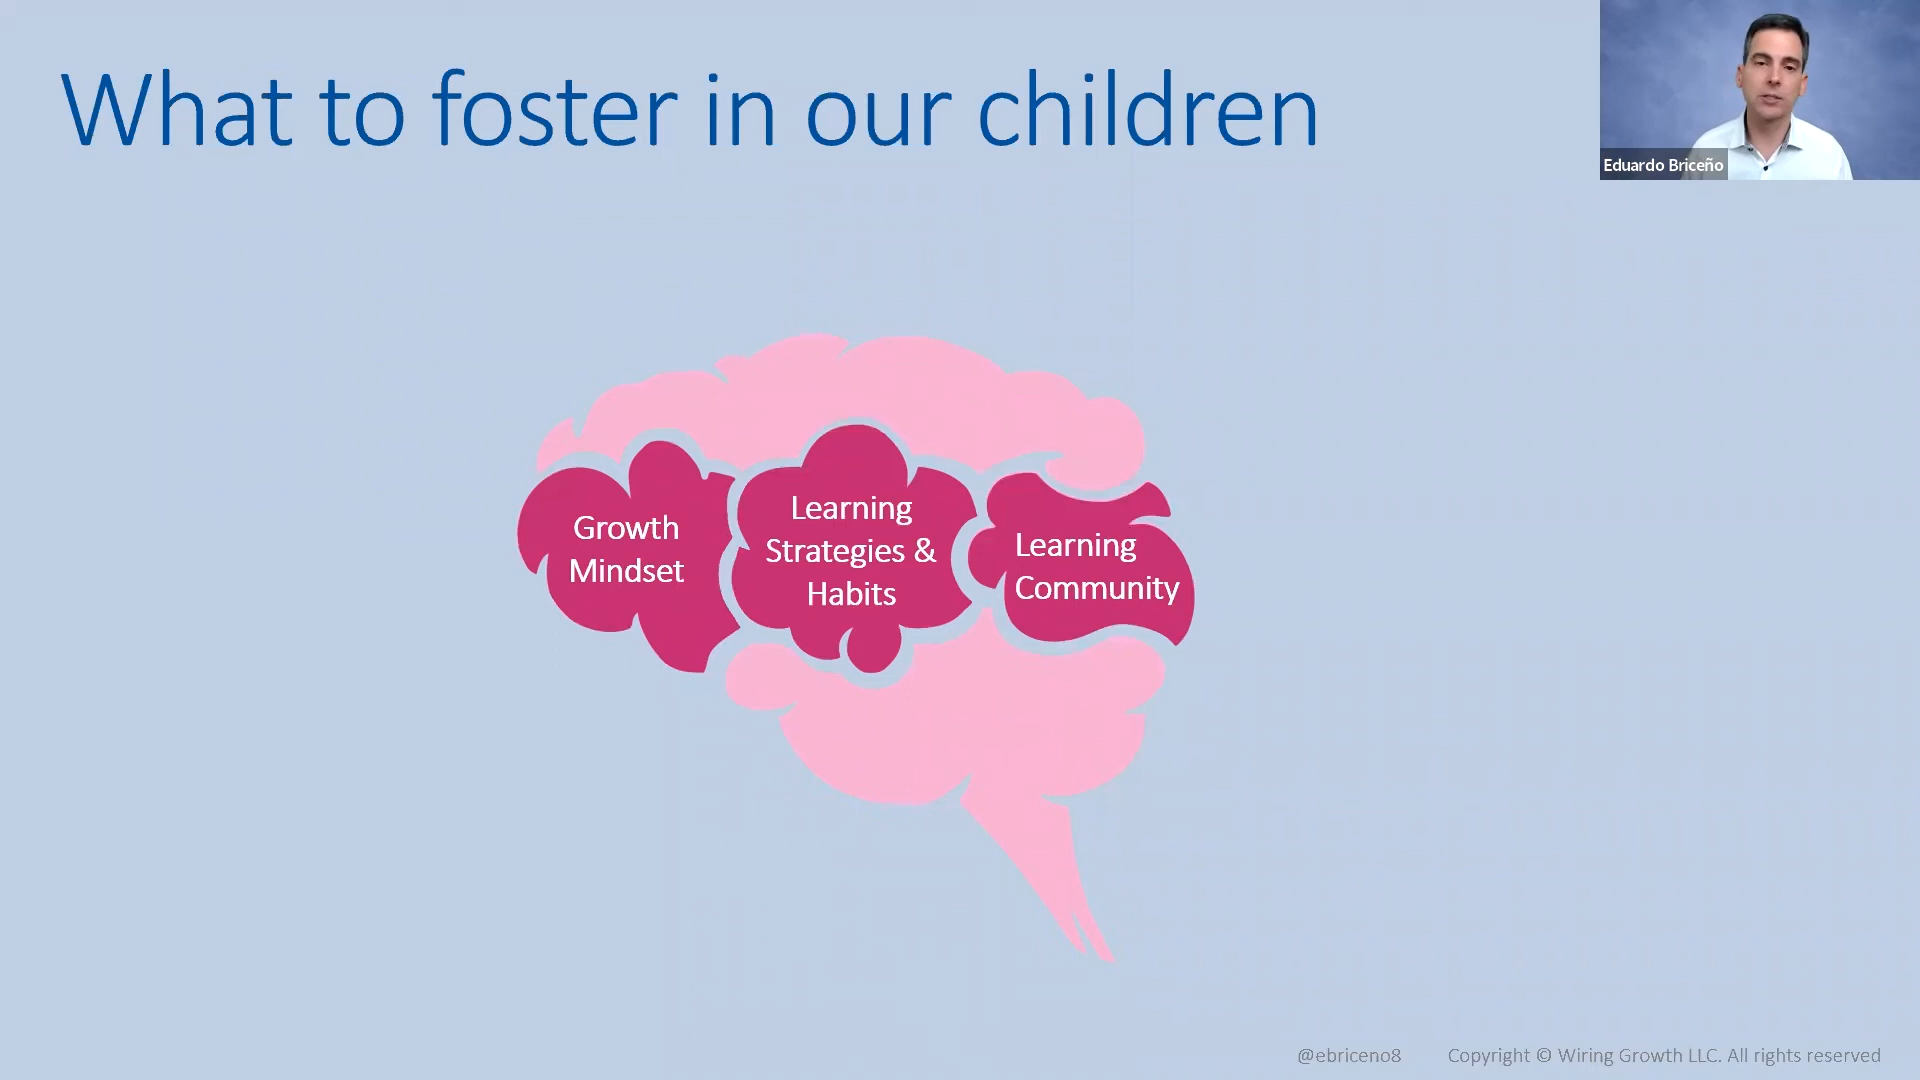 What to foster in our children
Eduardo Briceño
Growth
Mindset
Learning
Strategies &
Habits
Learning
Community
@ebriceno8
Copyright © Wiring Growth LLC. All rights reserved